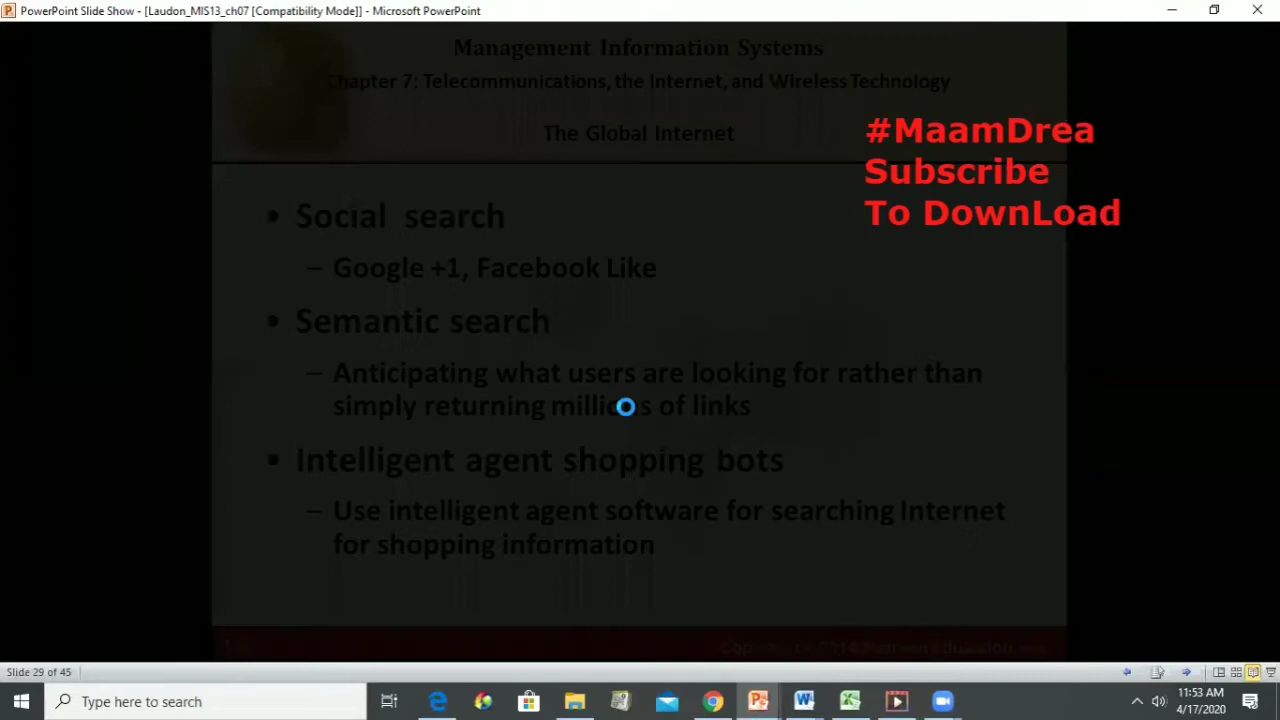 PowerPoint Slide Show - [Laudon_MIS13_ch07 [Compatibility Mode]] - Microsoft PowerPoint
Management Information Systems
Chapter 7: Telecommunications, the Internet, and Wireless Technology
The Global Internet
#MaamDrea
Subscribe
To DownLoad
• Social search
– Google +1, Facebook Like
• Semantic search
– Anticipating what users are looking for rather than
simply returning millions of links
• Intelligent agent shopping bots
– Use intelligent agent software for searching Internet
for shopping information
Slide 29 of 45
Type here to search
11:53 AM
4/17/2020